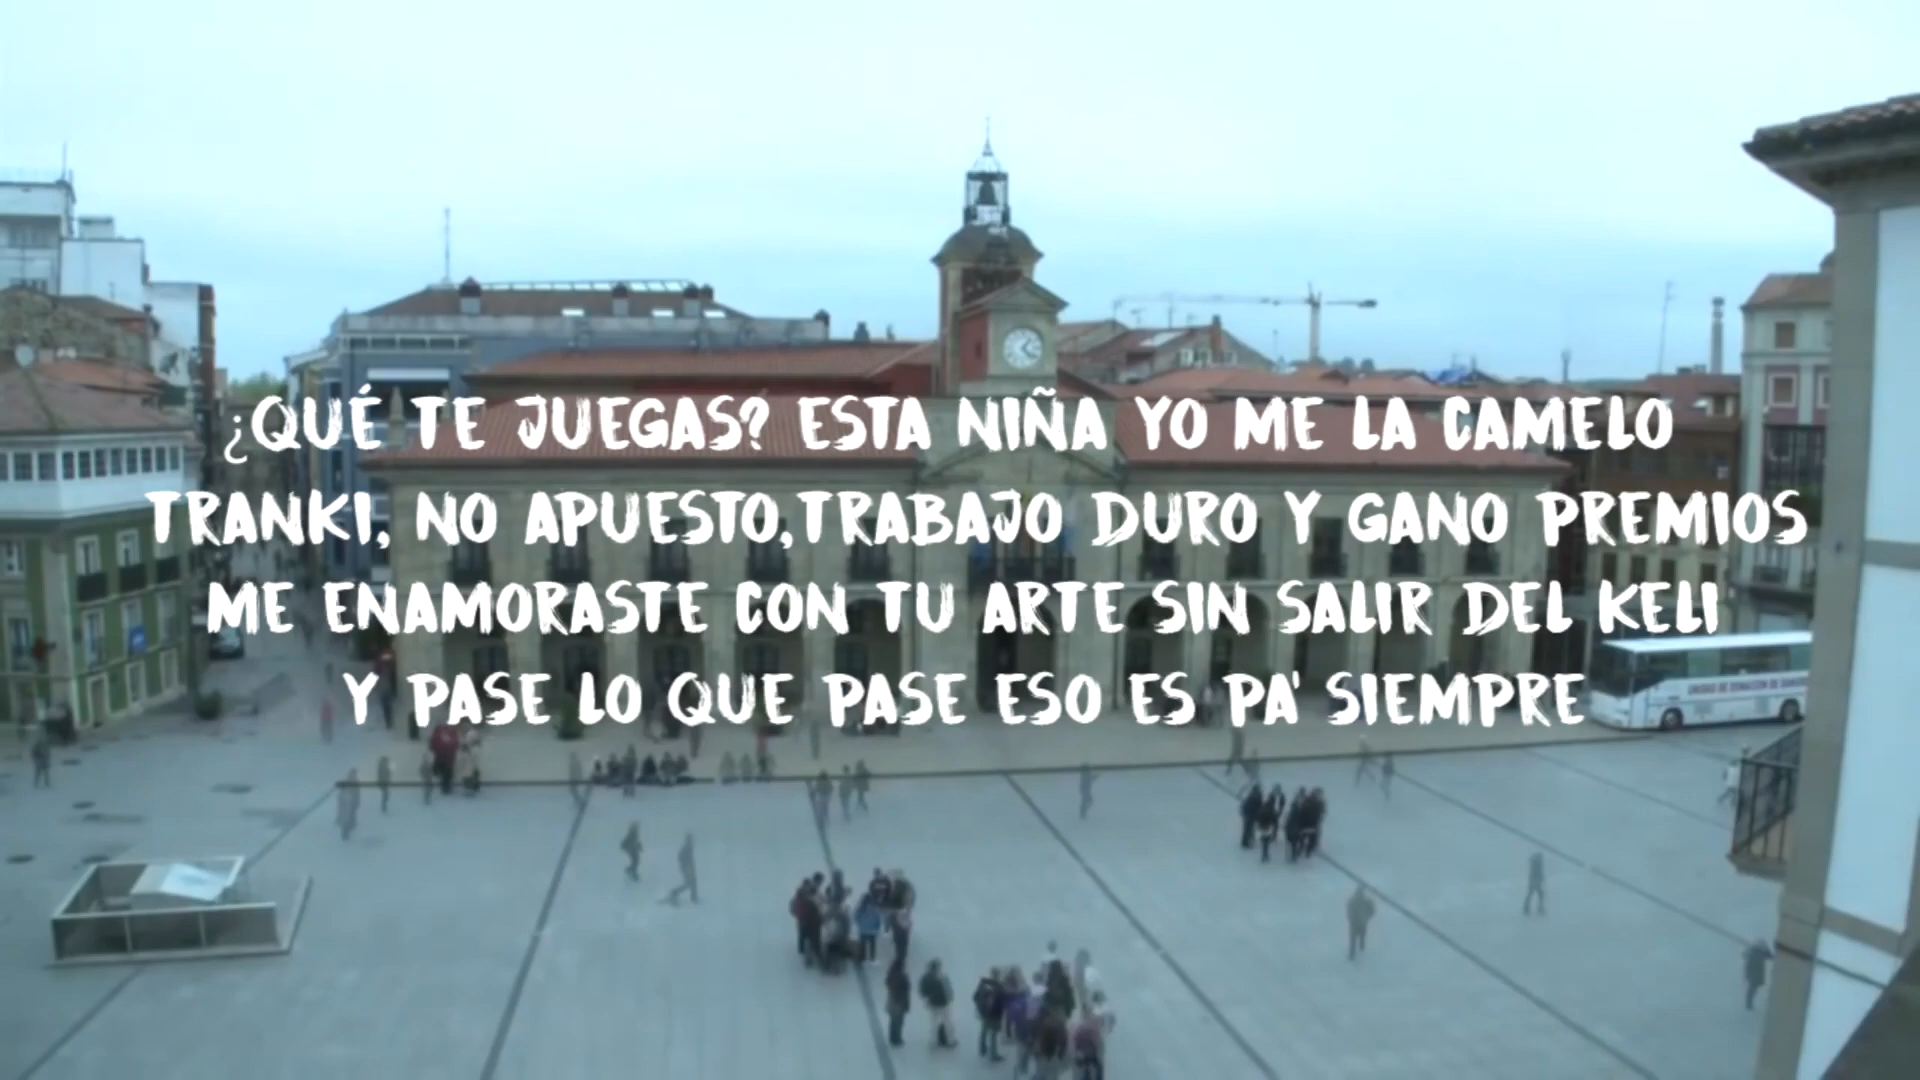 ¿QUÉ TE JUEGAS? ESTA NIÑA YO ME LA CAMELO
TRANKI, NO APUESTO,TRABAJO DURO Y GANO PREMIOS
ME ENAMORASTE CON TU ARTE SIN SALIR DEL KELI
Y PASE LO QUE PASE ESO ES PA' SIEMPRE